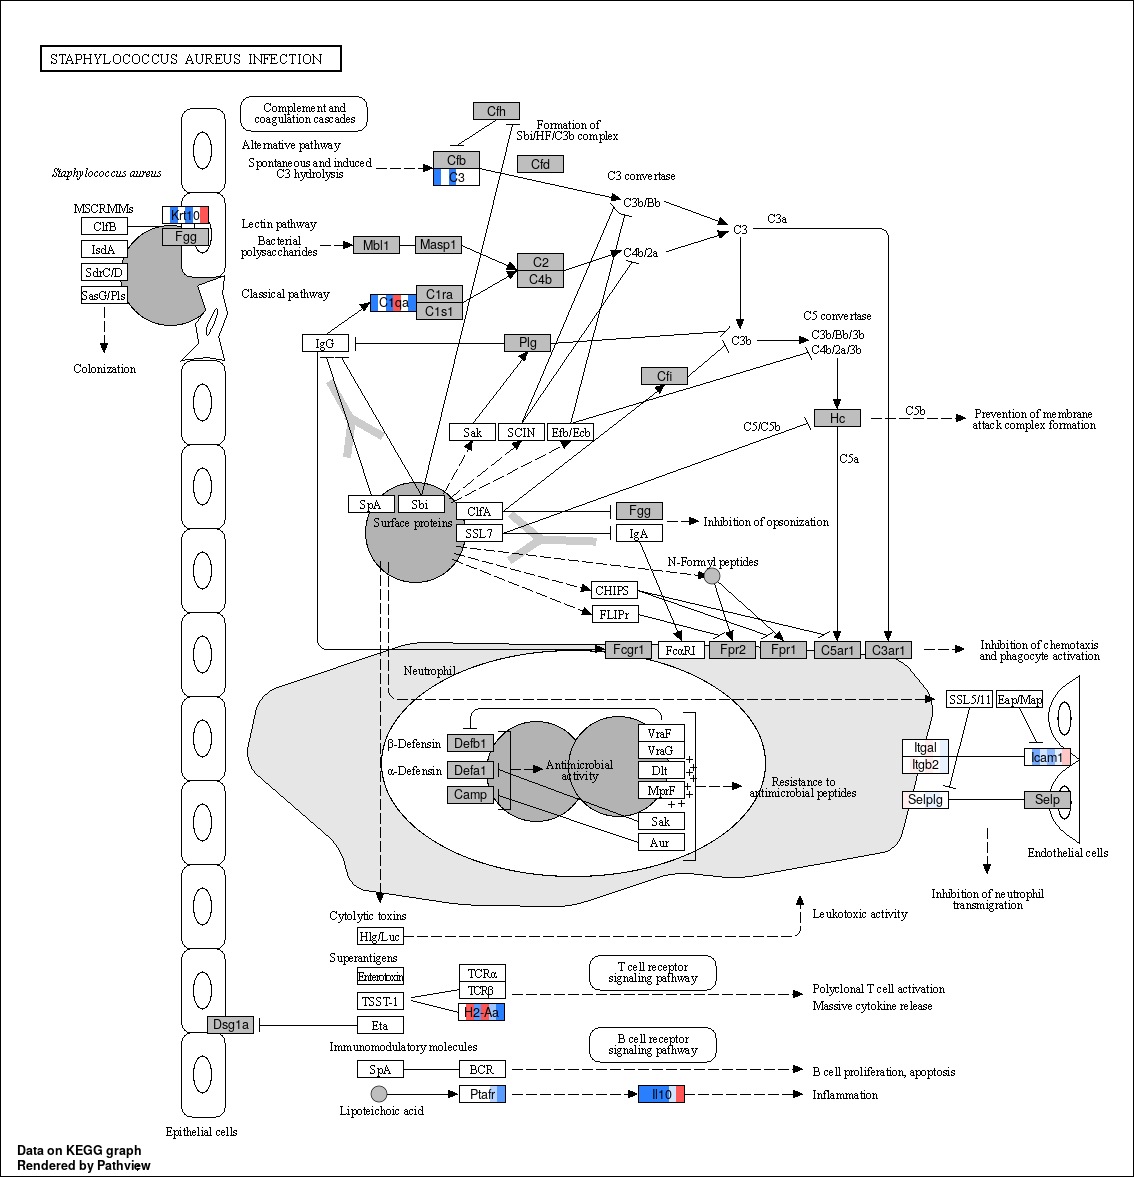 STAPHYLOCOCCUS AUREUS INFECTION
Complement and
coagulation cascades
Cfh
Formation of
Sbi/HF/C3b complex
Alternative pathway
Spontaneous and induced
C3 hydrolysis
Cfb
C3
Cfd
C3 convertase
C3b/Bb
C3
C3a
Staphylococcus aureus
MSCRMMs
ClfB
IsdA
SdrC/D
SasG/Pls
Krt10
Fgg
Colonization
Lectin pathway
Bacterial
polysaccharides
Mbl1
Masp1
C2
C4b
C4b/2a
Classical pathway
C1qa
C1ra
C1s1
IgG
Plg
C3b
C5 convertase
C3b/Bb/3b
C4b/2a/3b
Cfi
Hc
C5b
Prevention of membrane
attack complex formation
C5/C5b
C5a
Sak
SCIN
Efb/Ecb
SpA
Sbi
Surface proteins
ClfA
SSL7
Fgg
IgA
Inhibition of opsonization
N-Formyl peptides
CHIPS
FLIPr
Fcgr1
FcαRI
Fpr2
Fpr1
C5ar1
C3ar1
Inhibition of chemotaxis
and phagocyte activation
Neutrophil
SSL5/11
Eap/Map
β-Defensin
Defb1
α-Defensin
Defa1
Camp
Antimicrobial
activity
VraF
VraG
Dlt
MprF
+
+
+
+
+
+
+ +
Sak
Aur
Resistance to
antimicrobial peptides
Itgal
Itgb2
Icam1
Selplg
Selp
Endothelial cells
Inhibition of neutrophil
transmigration
Cytolytic toxins
Hlg/Luc
Leukotoxic activity
Superantigens
Enterotoxin
TSST-1
Eta
Dsg1a
TCRα
TCRβ
H2-Aa
T cell receptor
signaling pathway
Polyclonal T cell activation
Massive cytokine release
Immunomodulatory molecules
SpA
BCR
B cell receptor
signaling pathway
B cell proliferation, apoptosis
Lipoteichoic acid
Ptafr
Il10
Inflammation
Epithelial cells
Data on KEGG graph
Rendered by Pathview